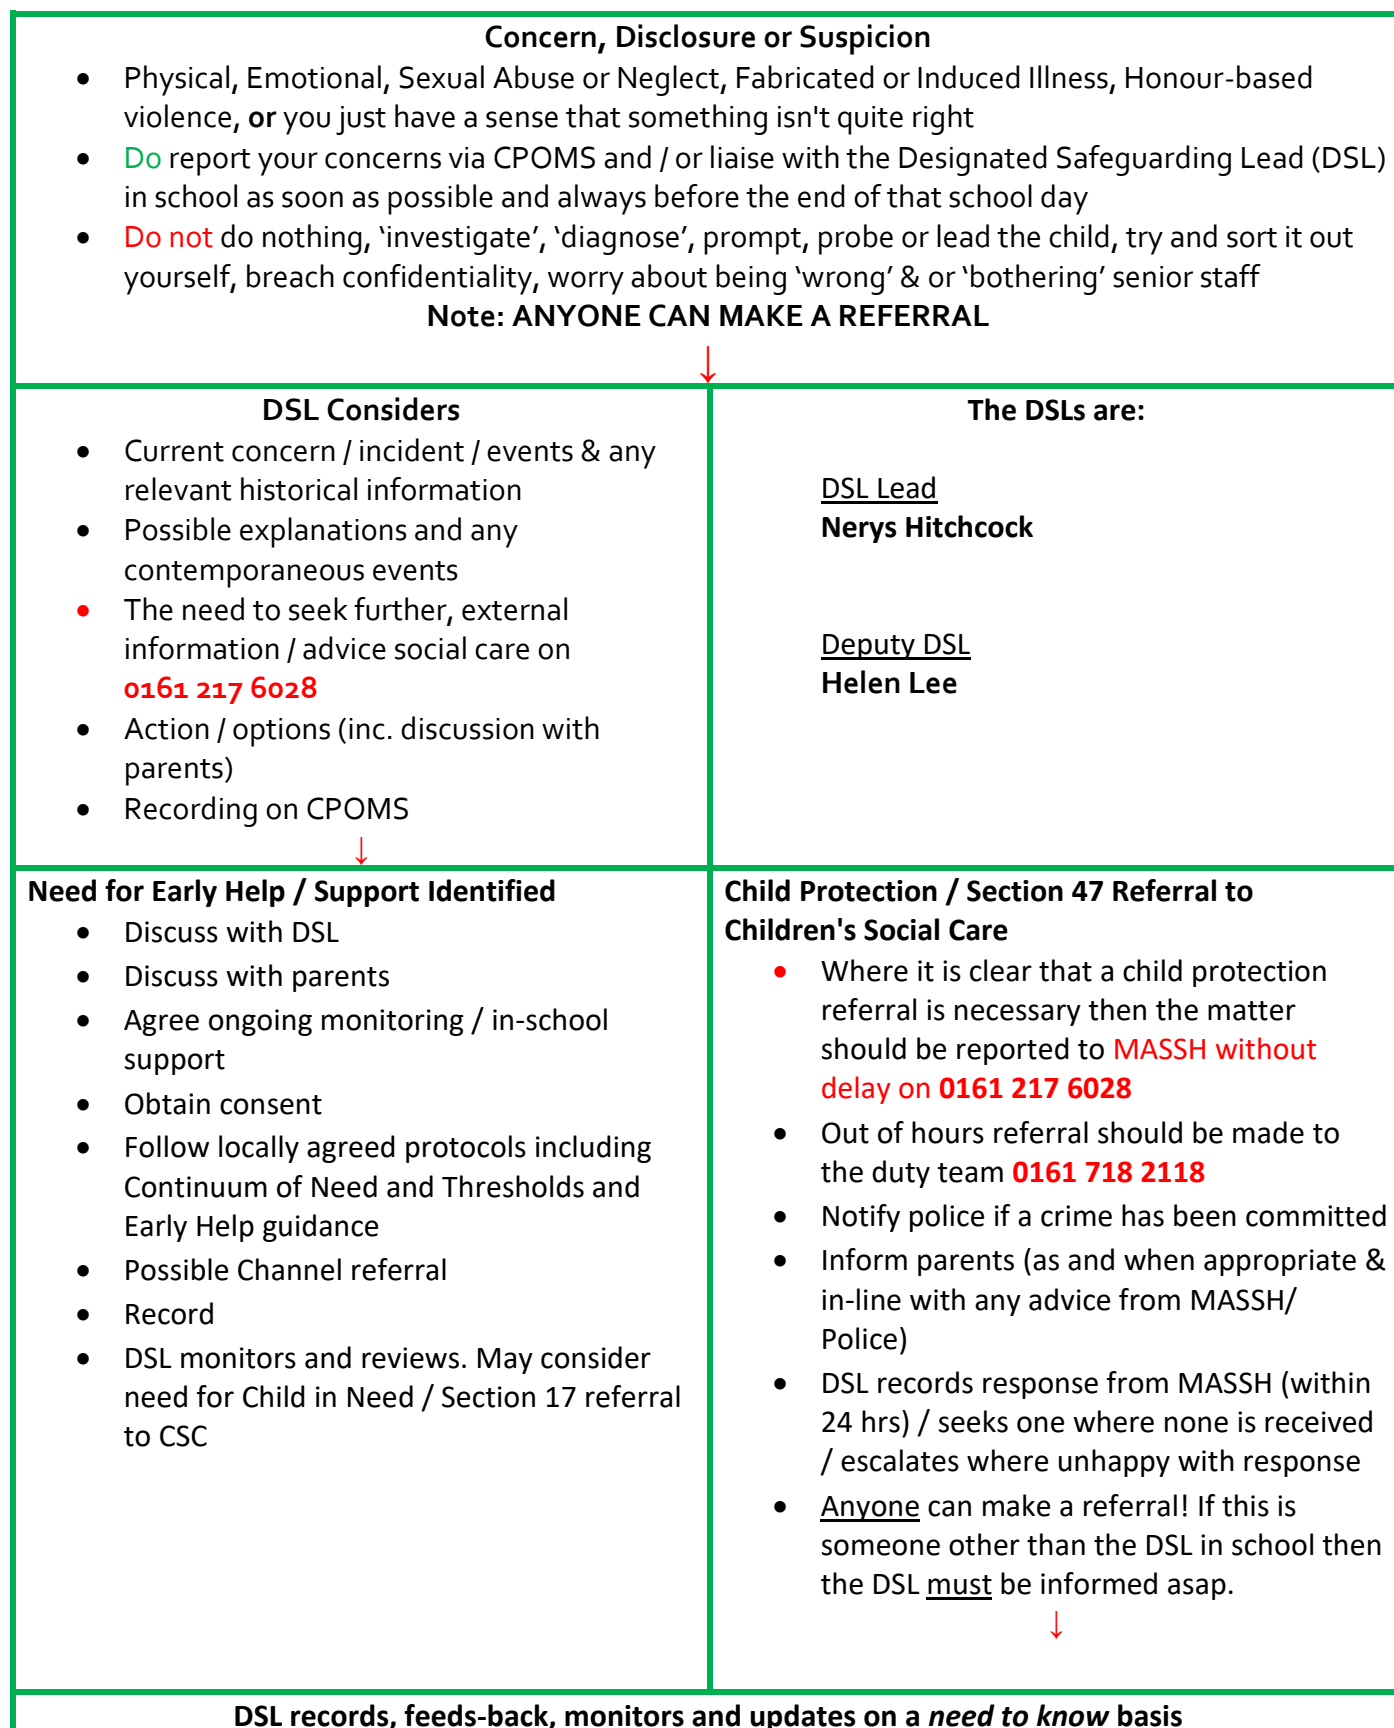 Concern, Disclosure or Suspicion
• Physical, Emotional, Sexual Abuse or Neglect, Fabricated or Induced Illness, Honour-based
violence, or you just have a sense that something isn't quite right
• Do report your concerns via CPOMS and / or liaise with the Designated Safeguarding Lead (DSL)
in school as soon as possible and always before the end of that school day
• Do not do nothing, ‘investigate’, ‘diagnose’, prompt, probe or lead the child, try and sort it out
yourself, breach confidentiality, worry about being ‘wrong’ & or ‘bothering’ senior staff
Note: ANYONE CAN MAKE A REFERRAL
↓
DSL Considers
• Current concern / incident / events & any
relevant historical information
• Possible explanations and any
contemporaneous events
• The need to seek further, external
information / advice social care on
0161 217 6028
• Action / options (inc. discussion with
parents)
• Recording on CPOMS
↓
The DSLs are:
DSL Lead
Nerys Hitchcock
Deputy DSL
Helen Lee
Need for Early Help / Support Identified
• Discuss with DSL
• Discuss with parents
• Agree ongoing monitoring / in-school
support
• Obtain consent
• Follow locally agreed protocols including
Continuum of Need and Thresholds and
Early Help guidance
• Possible Channel referral
• Record
• DSL monitors and reviews. May consider
need for Child in Need / Section 17 referral
to CSC
Child Protection / Section 47 Referral to
Children's Social Care
• Where it is clear that a child protection
referral is necessary then the matter
should be reported to MASSH without
delay on 0161 217 6028
• Out of hours referral should be made to
the duty team 0161 718 2118
• Notify police if a crime has been committed
• Inform parents (as and when appropriate &
in-line with any advice from MASSH/
Police)
• DSL records response from MASSH (within
24 hrs) / seeks one where none is received
/ escalates where unhappy with response
• Anyone can make a referral! If this is
someone other than the DSL in school then
the DSL must be informed asap.
↓
DSL records, feeds-back, monitors and updates on a need to know basis